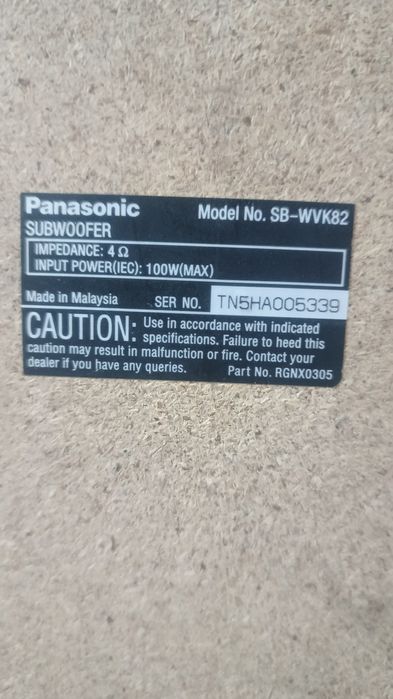 Panasonic Model No. SB-WVK82
SUBWOOFER
IMPEDANCE: 4 Ω
INPUT POWER(IEC): 100W(MAX)
Made in Malaysia SER NO. TN5HA005339
CAUTION: Use in accordance with indicated
specifications. Failure to heed this
caution may result in malfunction or fire. Contact your
dealer if you have any queries. Part No. RGNX0305